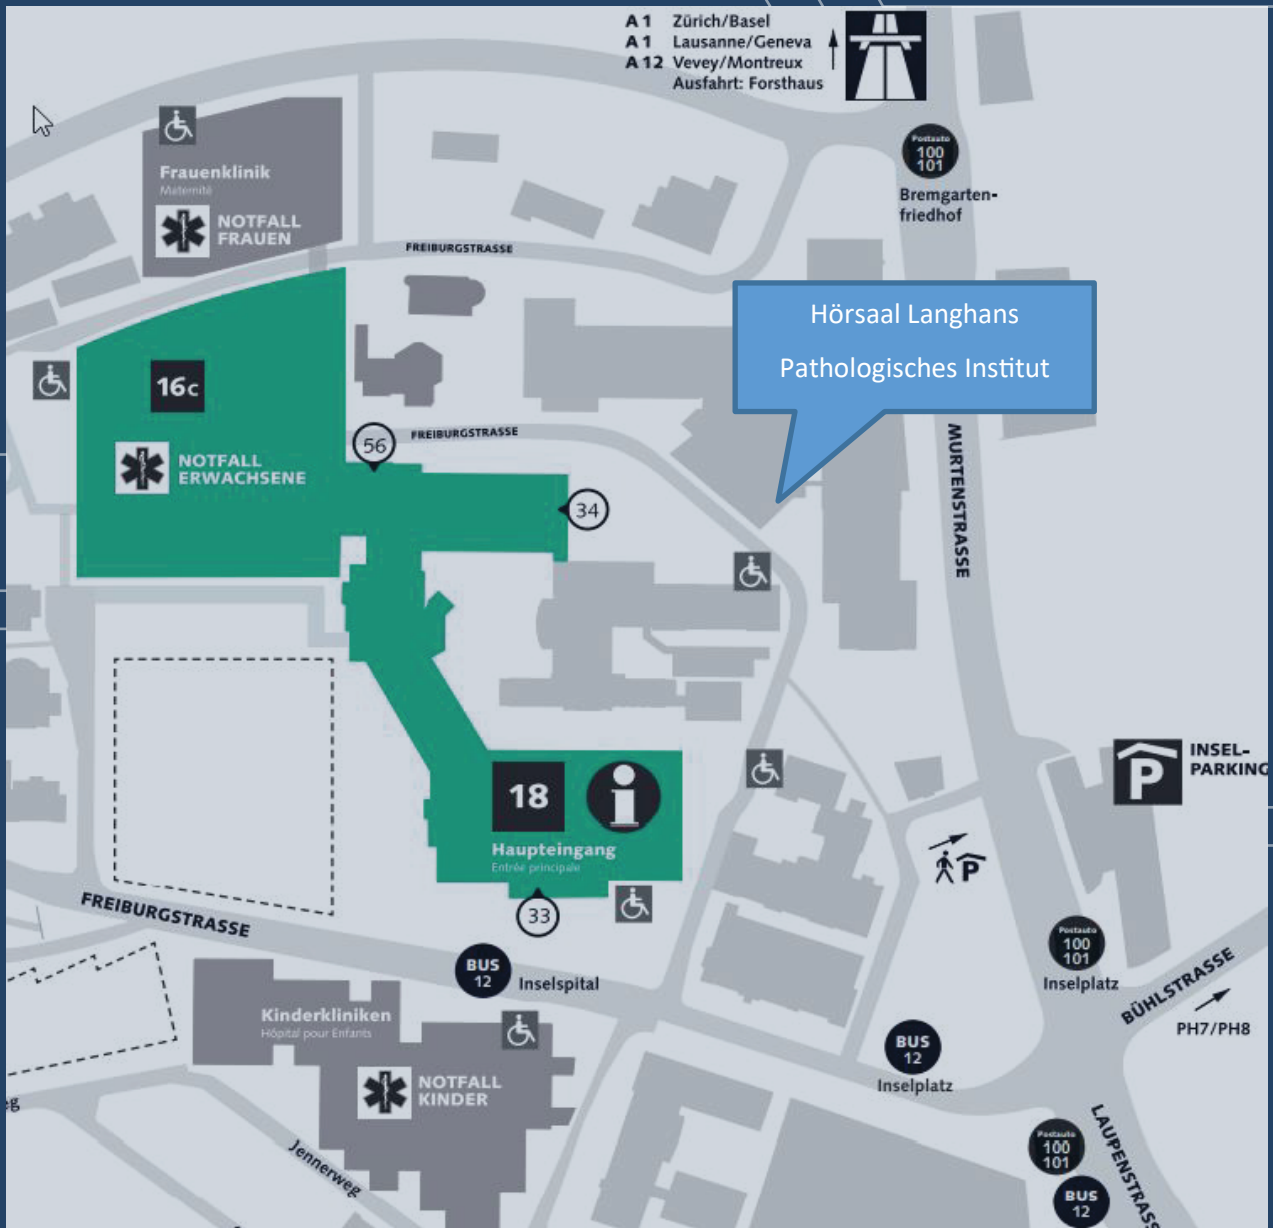 A 1 Zürich/Basel
A 1 Lausanne/Geneva
A 12 Vevey/Montreux
Ausfahrt: Forsthaus
Postauto
100
101
Bremgarten-
friedhof
Frauenklinik
Maternité
NOTFALL
FRAUEN
FREIBURGSTRASSE
Hörsaal Langhans
Pathologisches Institut
16c
NOTFALL
ERWACHSENE
56
FREIBURGSTRASSE
34
MURTENSTRASSE
INSEL-
PARKING
P
18
i
Haupteingang
Entrée principale
33
P
FREIBURGSTRASSE
BUS
12
Inselspital
Postauto
100
101
Inselplatz
BÜHLSTRASSE
PH7/PH8
Kinderkliniken
Hôpital pour Enfants
NOTFALL
KINDER
BUS
12
Inselplatz
Jennerweg
Postauto
100
101
LAUPENSTRASS
BUS
12